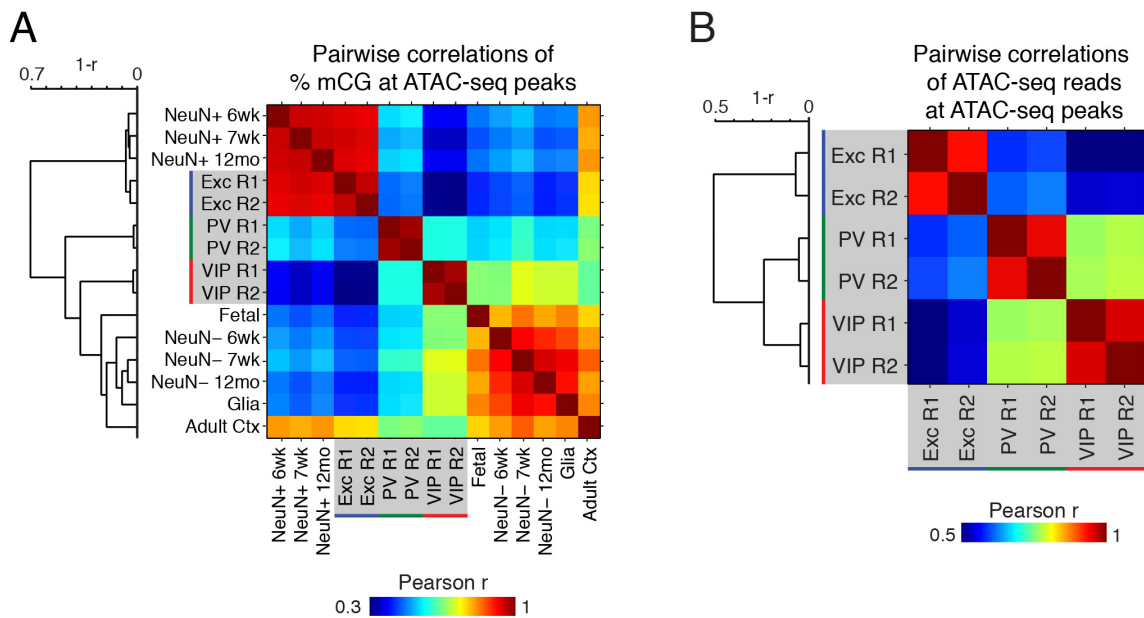 A
Pairwise correlations of
% mCG at ATAC-seq peaks
1-r
0.7 0
NeuN+ 6wk
NeuN+ 7wk
NeuN+ 12mo
Exc R1
Exc R2
PV R1
PV R2
VIP R1
VIP R2
Fetal
NeuN− 6wk
NeuN− 7wk
NeuN− 12mo
Glia
Adult Ctx
NeuN+ 6wk
NeuN+ 7wk
NeuN+ 12mo
Exc R1
Exc R2
PV R1
PV R2
VIP R1
VIP R2
Fetal
NeuN− 6wk
NeuN− 7wk
NeuN− 12mo
Glia
Adult Ctx
Pearson r
0.3 1
B
Pairwise correlations
of ATAC-seq reads
at ATAC-seq peaks
1-r
0.5 0
Exc R1
Exc R2
PV R1
PV R2
VIP R1
VIP R2
Exc R1
Exc R2
PV R1
PV R2
VIP R1
VIP R2
Pearson r
0.5 1